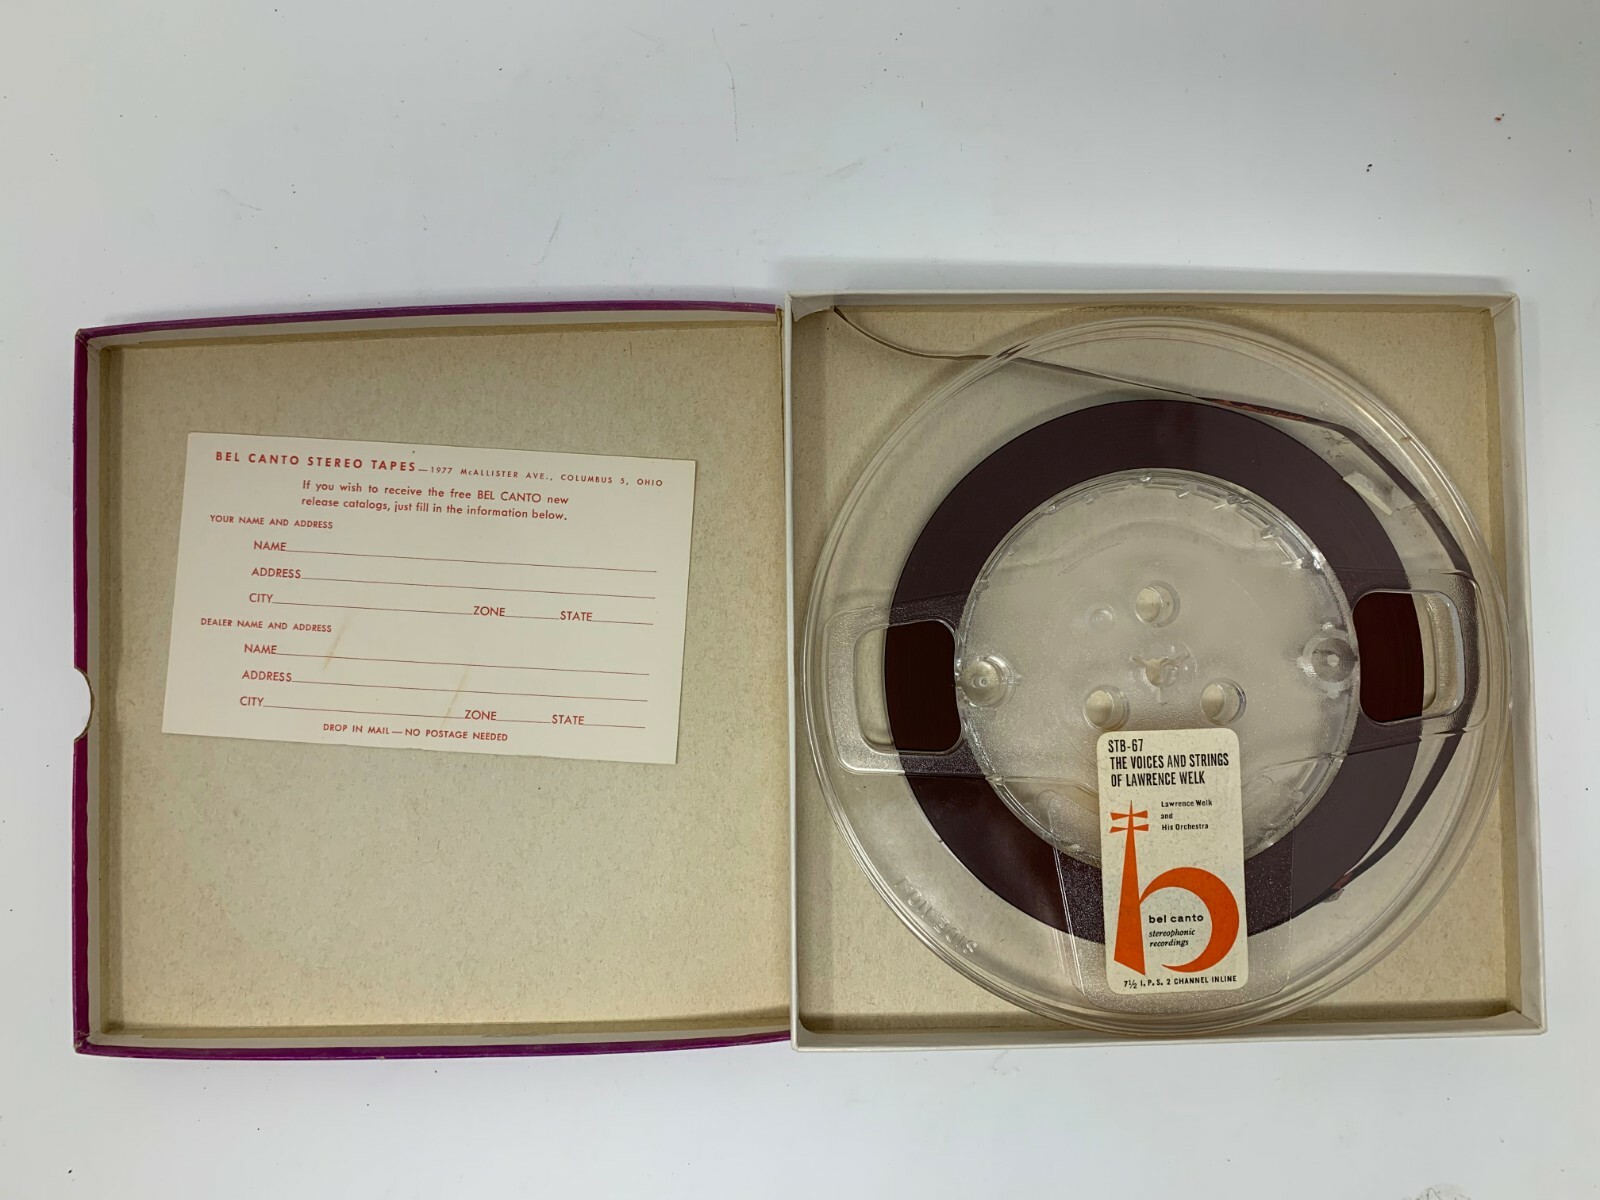 BEL CANTO STEREO TAPES—1977 McALLISTER AVE., COLUMBUS 5, OHIO
If you wish to receive the free BEL CANTO new
release catalogs, just fill in the information below.
YOUR NAME AND ADDRESS
NAME
ADDRESS
CITY ZONE STATE
DEALER NAME AND ADDRESS
NAME
ADDRESS
CITY ZONE STATE
DROP IN MAIL—NO POSTAGE NEEDED
STB-67
THE VOICES AND STRINGS
OF LAWRENCE WELK
Lawrence Welk
and
His Orchestra
b
bel canto
stereophonic
recordings
7½ I.P.S. 2 CHANNEL INLINE
SIDE